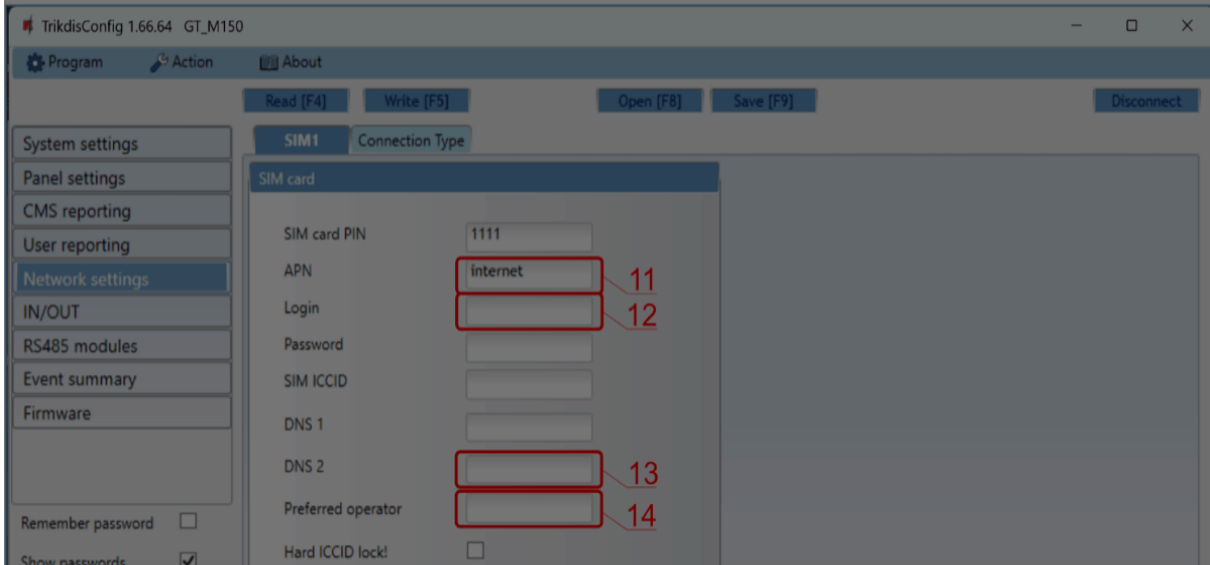 TrikdisConfig 1.66.64 GT_M150
Program Action About
Read [F4] Write [F5] Open [F8] Save [F9] Disconnect
SIM1 Connection Type
System settings
Panel settings
CMS reporting
User reporting
Network settings
IN/OUT
RS485 modules
Event summary
Firmware
Remember password
Show passwords
SIM card
SIM card PIN 1111
APN internet 11
Login 12
Password
SIM ICCID
DNS 1
DNS 2 13
Preferred operator 14
Hard ICCID lock!